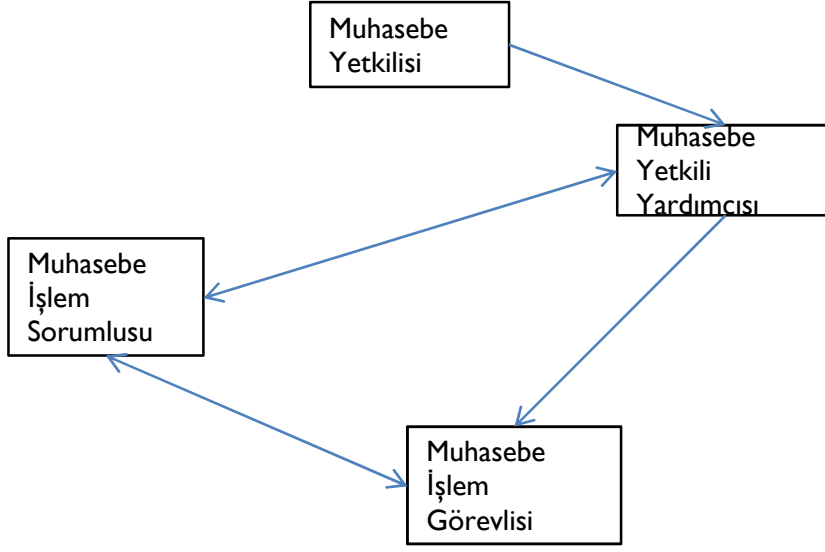 Muhasebe
Yetkilisi
Muhasebe
Yetkili
Yardımcısı
Muhasebe
İşlem
Sorumlusu
Muhasebe
İşlem
Görevlisi